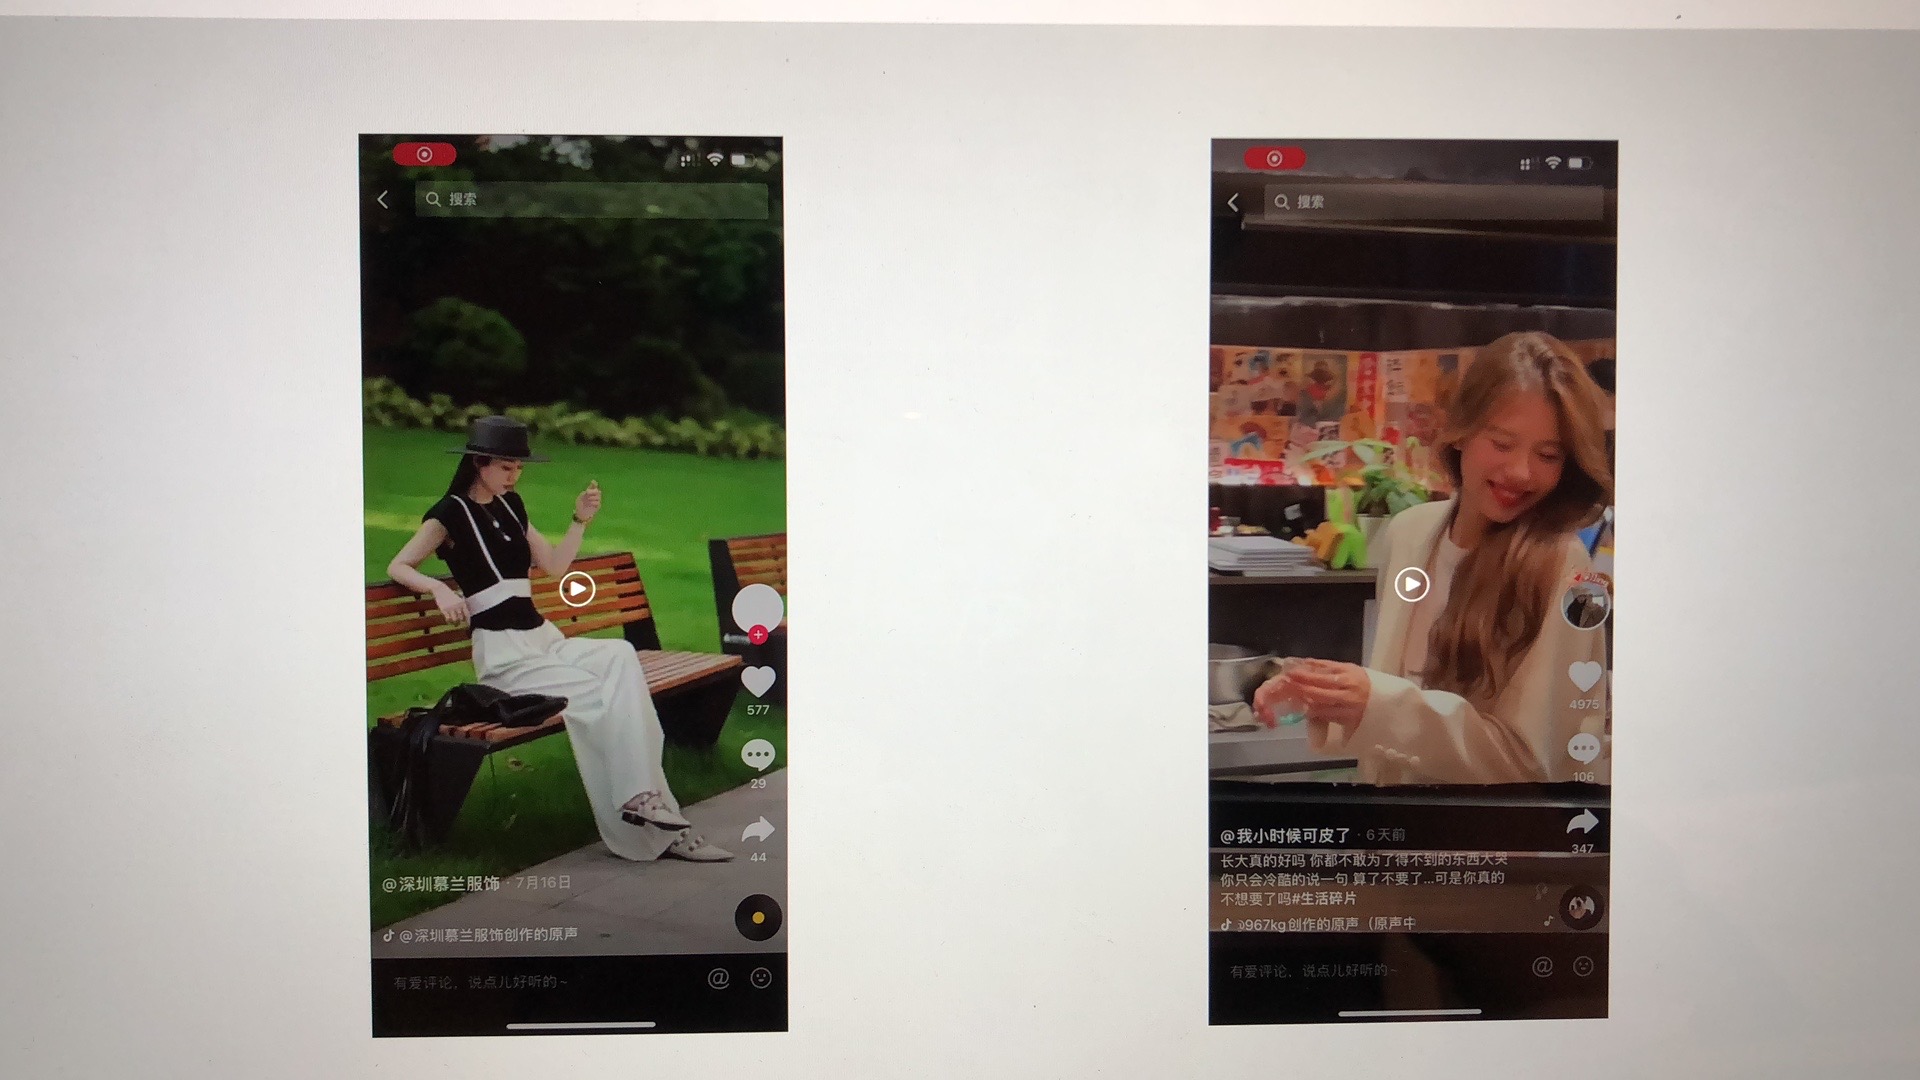 搜索
577
29
44
@深圳慕兰服饰 · 7月16日
@深圳慕兰服饰创作的原声
有爱评论，说点儿好听的~
搜索
4975
106
347
@我小时候可皮了 · 6天前
长大真的好吗 你都不敢为了得不到的东西大哭
你只会冷酷的说一句 算了不要了...可是你真的
不想要了吗#生活碎片
@967kg创作的原声（原声中
有爱评论，说点儿好听的~